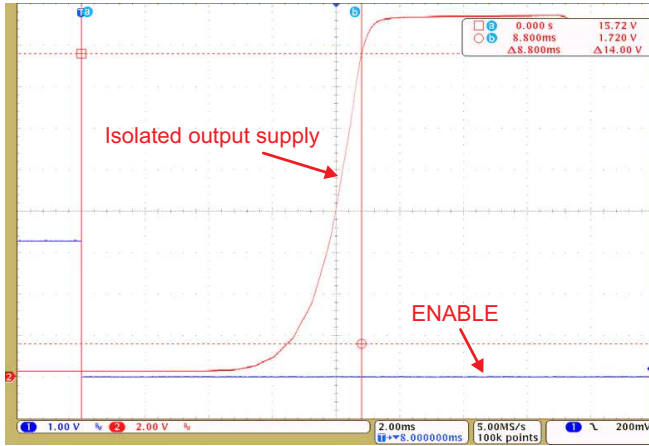 T a b
a 0.000 s 15.72 V
b 8.800ms 1.720 V
Δ8.800ms Δ14.00 V
Isolated output supply
ENABLE
2
1 1.00 V 2 2.00 V 2.00ms 5.00MS/s 1 200mV
T→▼8.000000ms 100k points